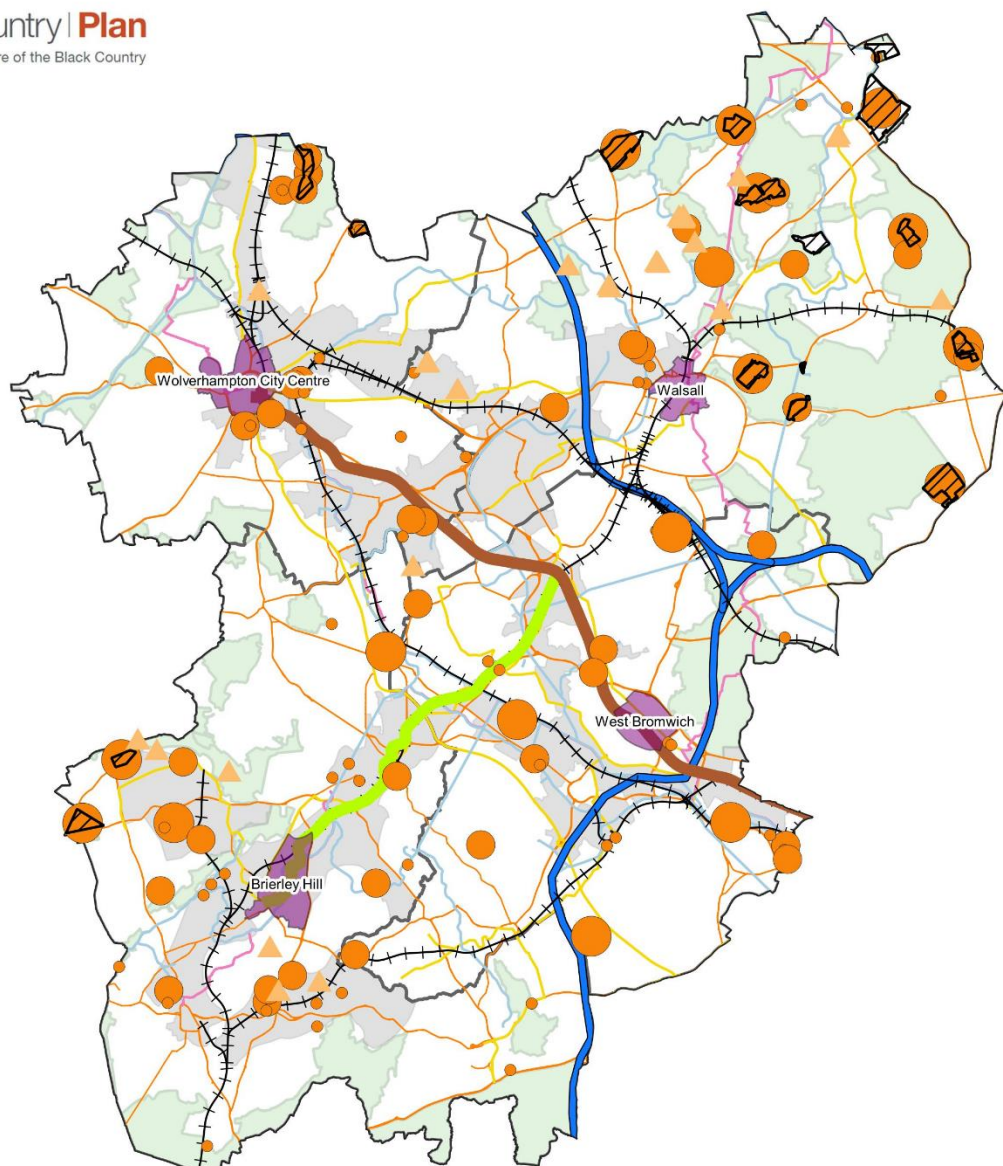 untry | Plan
re of the Black Country
Wolverhampton City Centre
Walsall
West Bromwich
Brierley Hill